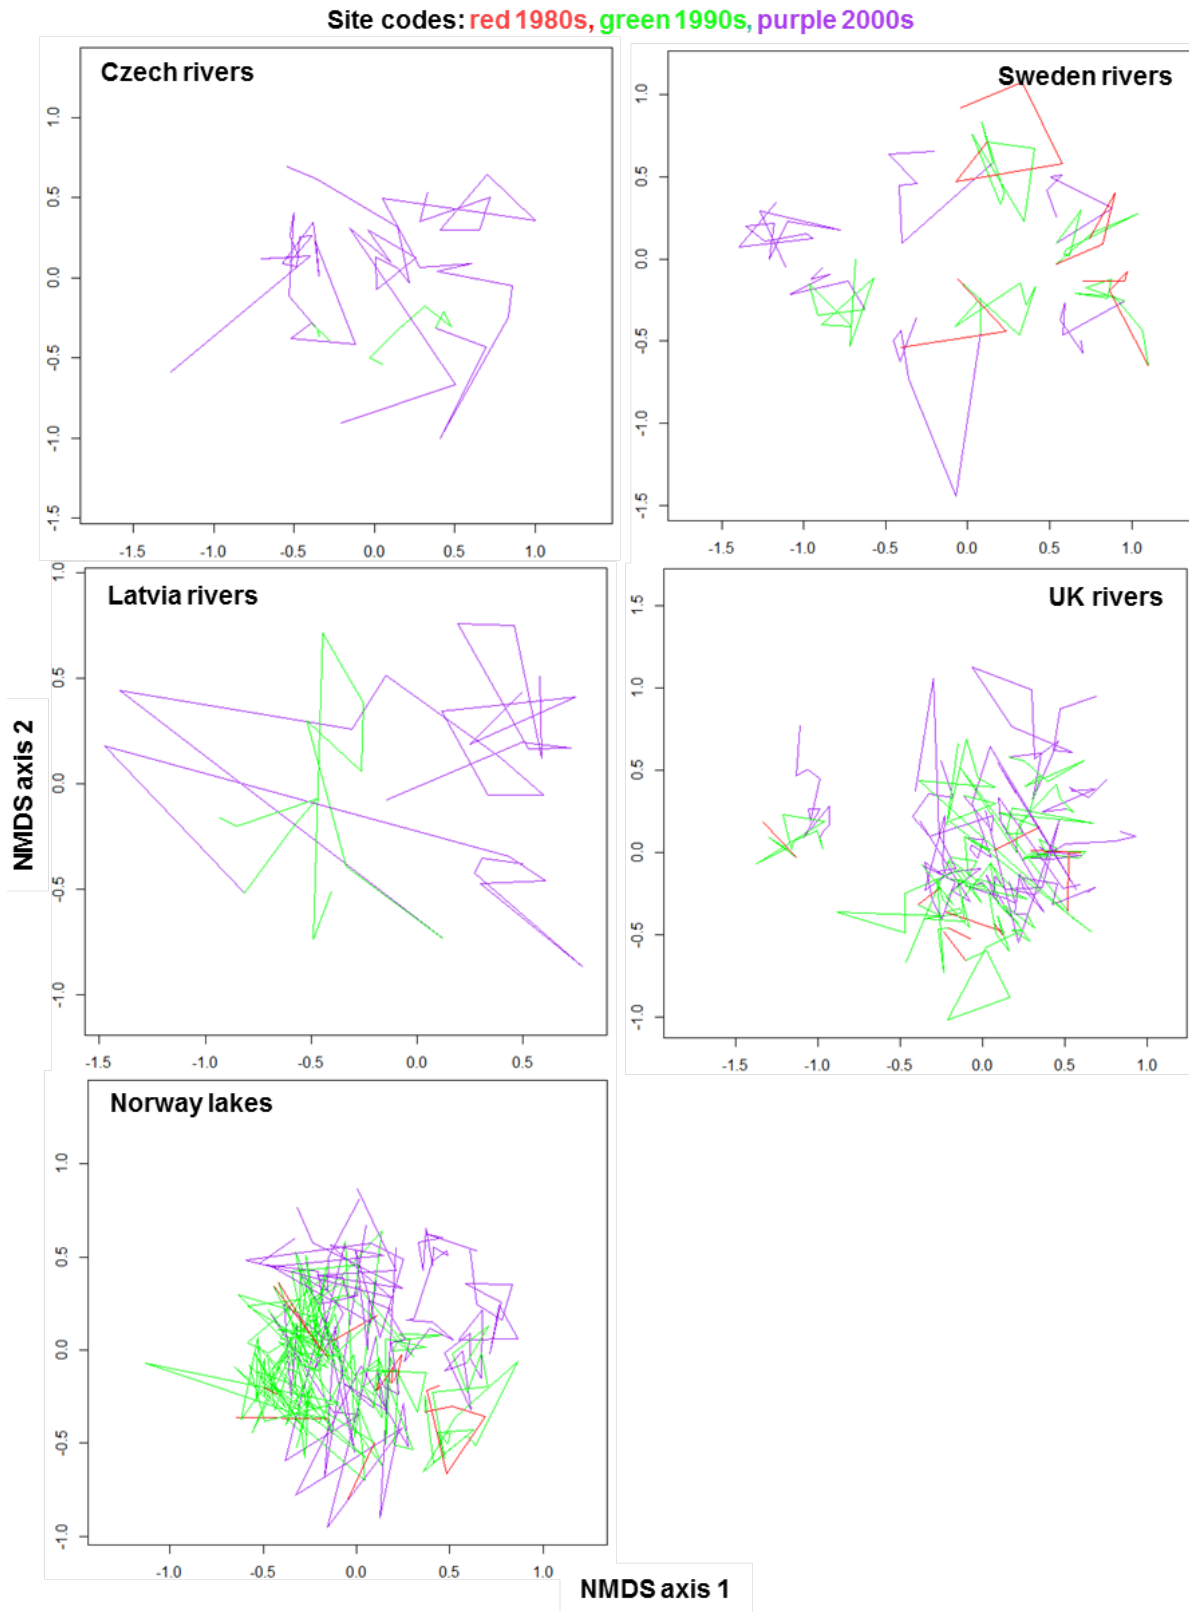 Site codes: red 1980s, green 1990s, purple 2000s
Czech rivers
1.0
0.5
0.0
-0.5
-1.0
-1.5
-1.5 -1.0 -0.5 0.0 0.5 1.0
Sweden rivers
1.0
0.5
0.0
-0.5
-1.0
-1.5
-1.5 -1.0 -0.5 0.0 0.5 1.0
Latvia rivers
1.0
0.5
0.0
-0.5
-1.0
-1.5 -1.0 -0.5 0.0 0.5
UK rivers
1.5
1.0
0.5
0.0
-0.5
-1.0
-1.5 -1.0 -0.5 0.0 0.5 1.0
NMDS axis 2
Norway lakes
1.0
0.5
0.0
-0.5
-1.0
-1.0 -0.5 0.0 0.5 1.0
NMDS axis 1